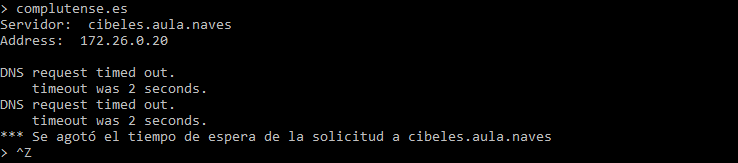 > complutense.es
Servidor:  cibeles.aula.naves
Address:  172.26.0.20

DNS request timed out.
    timeout was 2 seconds.
DNS request timed out.
    timeout was 2 seconds.
*** Se agotó el tiempo de espera de la solicitud a cibeles.aula.naves
> ^Z